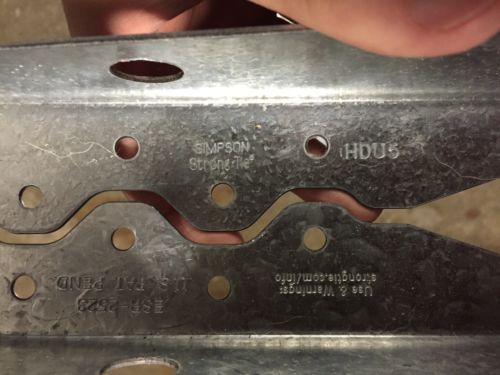 SIMPSON
Strong-Tie®
HDU5
Use & Warnings:
strongtie.com/info
U.S. PAT. PEND.
ESR-2523